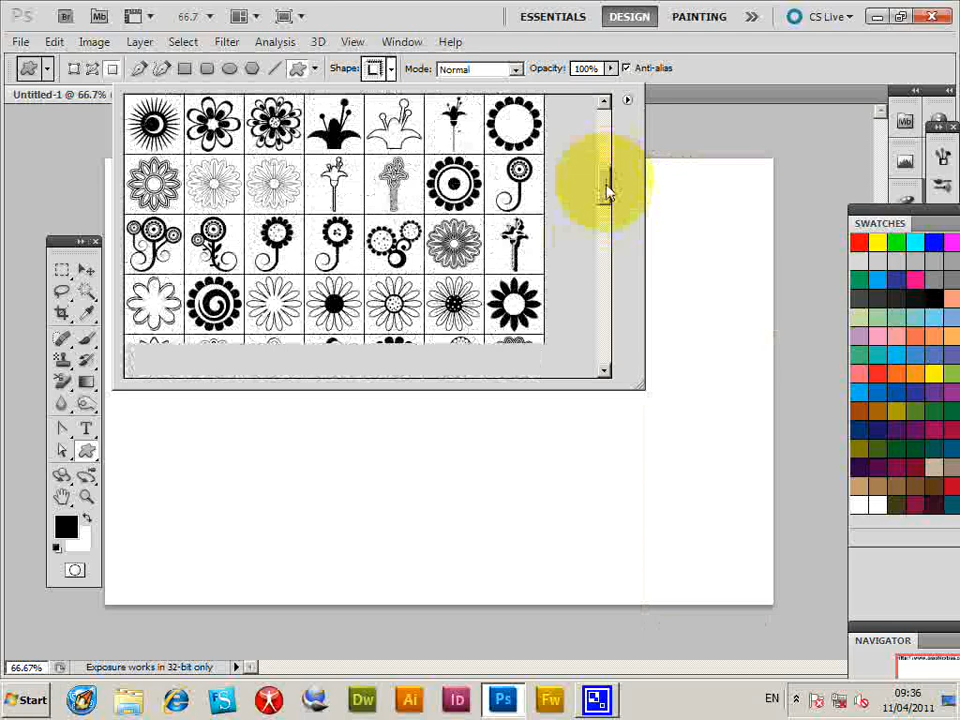 Ps Br Mb 66.7 ESSENTIALS DESIGN PAINTING CS Live
File Edit Image Layer Select Filter Analysis 3D View Window Help
Shape: Mode: Normal Opacity: 100% Anti-alias
Untitled-1 @ 66.7%
SWATCHES
T
66.67% Exposure works in 32-bit only
NAVIGATOR
Start FS Dw Ai Id Ps Fw EN 09:36
11/04/2011